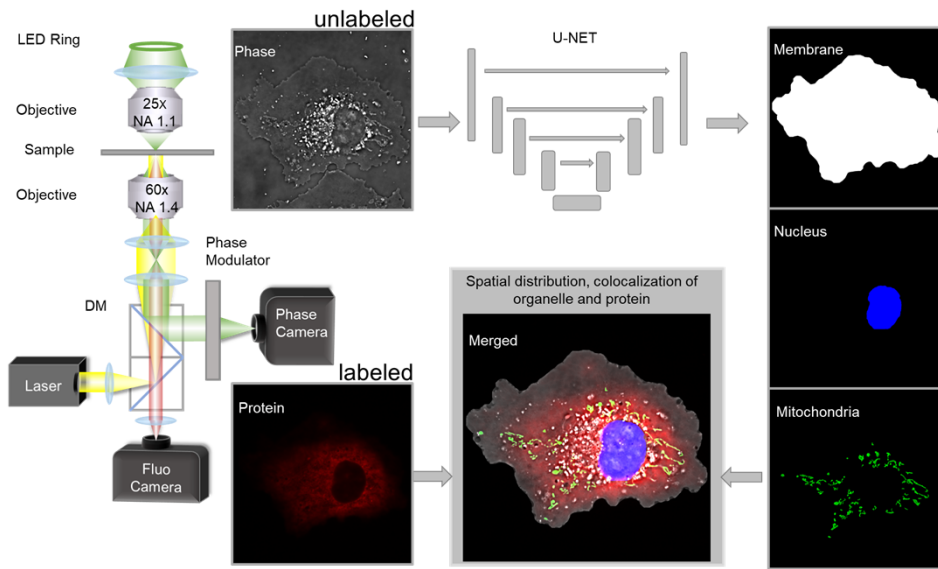 unlabeled
LED Ring
Phase
U-NET
Membrane
Objective
25x
NA 1.1
Sample
Objective
60x
NA 1.4
Phase
Modulator
Nucleus
DM
Phase
Camera
Spatial distribution, colocalization of
organelle and protein
Merged
Laser
labeled
Protein
Mitochondria
Fluo
Camera